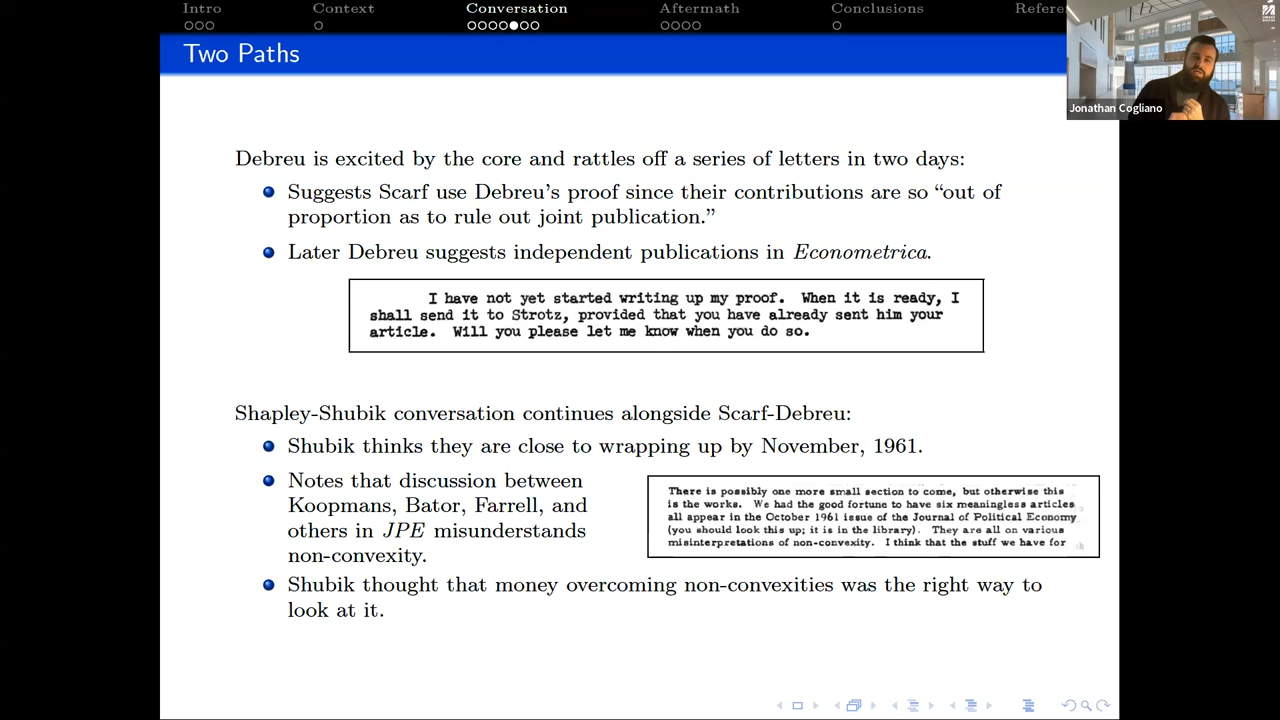 Intro Context Conversation Aftermath Conclusions Refere
Two Paths
Jonathan Cogliano
Debreu is excited by the core and rattles off a series of letters in two days:
Suggests Scarf use Debreu's proof since their contributions are so “out of
proportion as to rule out joint publication.”
Later Debreu suggests independent publications in Econometrica.
I have not yet started writing up my proof. When it is ready, I
shall send it to Strotz, provided that you have already sent him your
article. Will you please let me know when you do so.
Shapley-Shubik conversation continues alongside Scarf-Debreu:
Shubik thinks they are close to wrapping up by November, 1961.
Notes that discussion between
Koopmans, Bator, Farrell, and
others in JPE misunderstands
non-convexity.
There is possibly one more small section to come, but otherwise this
is the works. We had the good fortune to have six meaningless articles
all appear in the October 1961 issue of the Journal of Political Economy
(you should look this up; it is in the library). They are all on various
misinterpretations of non-convexity. I think that the stuff we have for
Shubik thought that money overcoming non-convexities was the right way to
look at it.